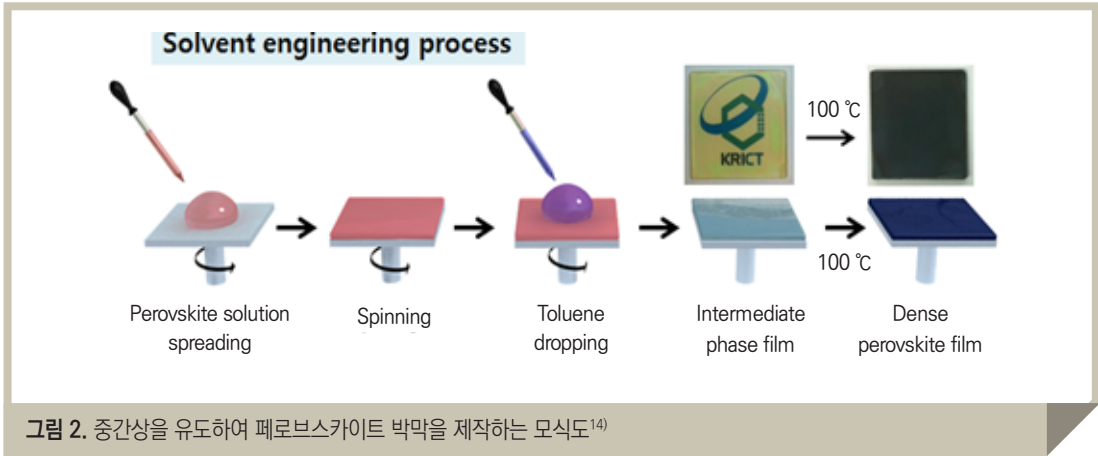 Solvent engineering process
KRICT
100 ℃
100 ℃
Perovskite solution
spreading
Spinning
Toluene
dropping
Intermediate
phase film
Dense
perovskite film
그림 2. 중간상을 유도하여 페로브스카이트 박막을 제작하는 모식도14)